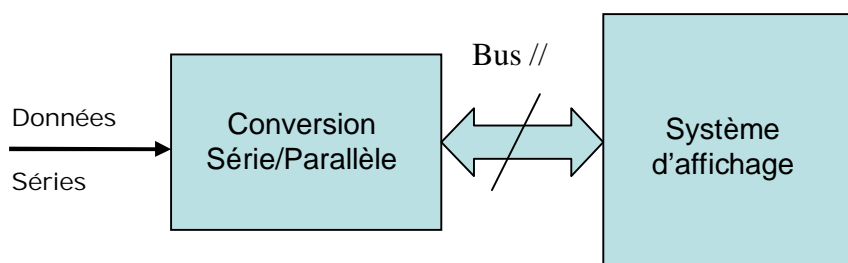 Données
Séries
Conversion
Série/Parallèle
Bus //
Système
d'affichage